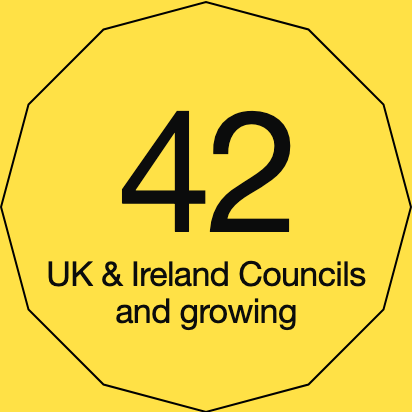 42
UK & Ireland Councils
and growing